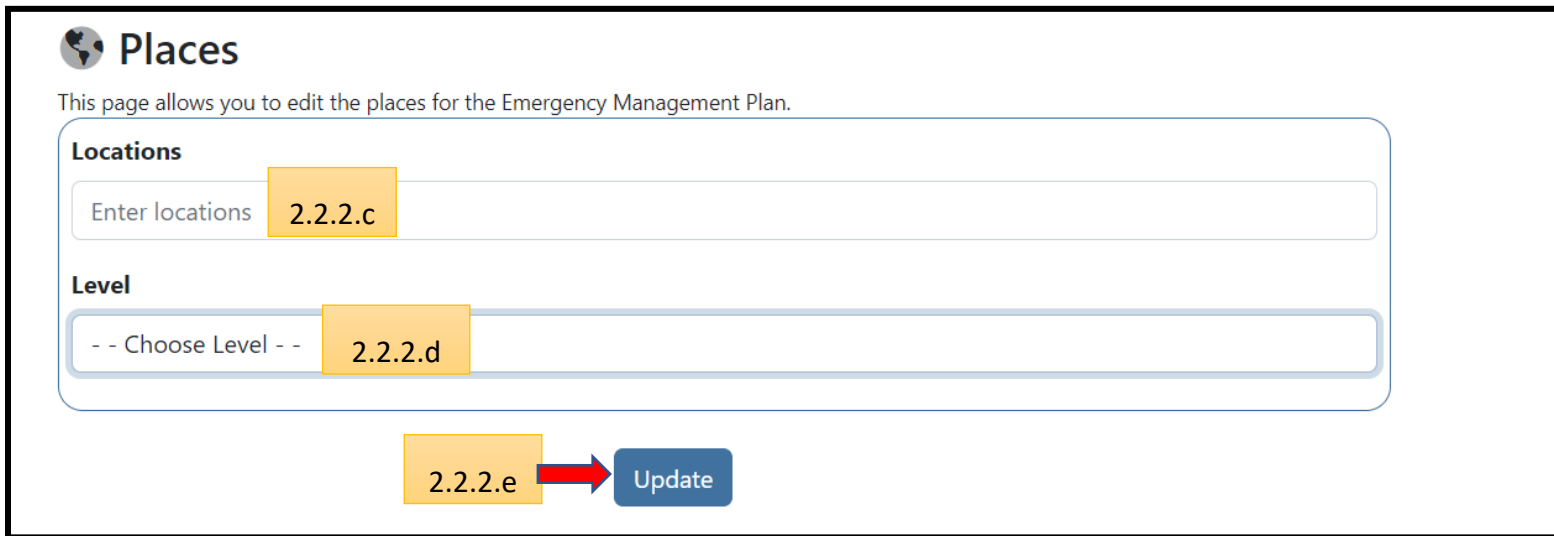 Places
This page allows you to edit the places for the Emergency Management Plan.
Locations
Enter locations 2.2.2.c
Level
- - Choose Level - - 2.2.2.d
2.2.2.e Update